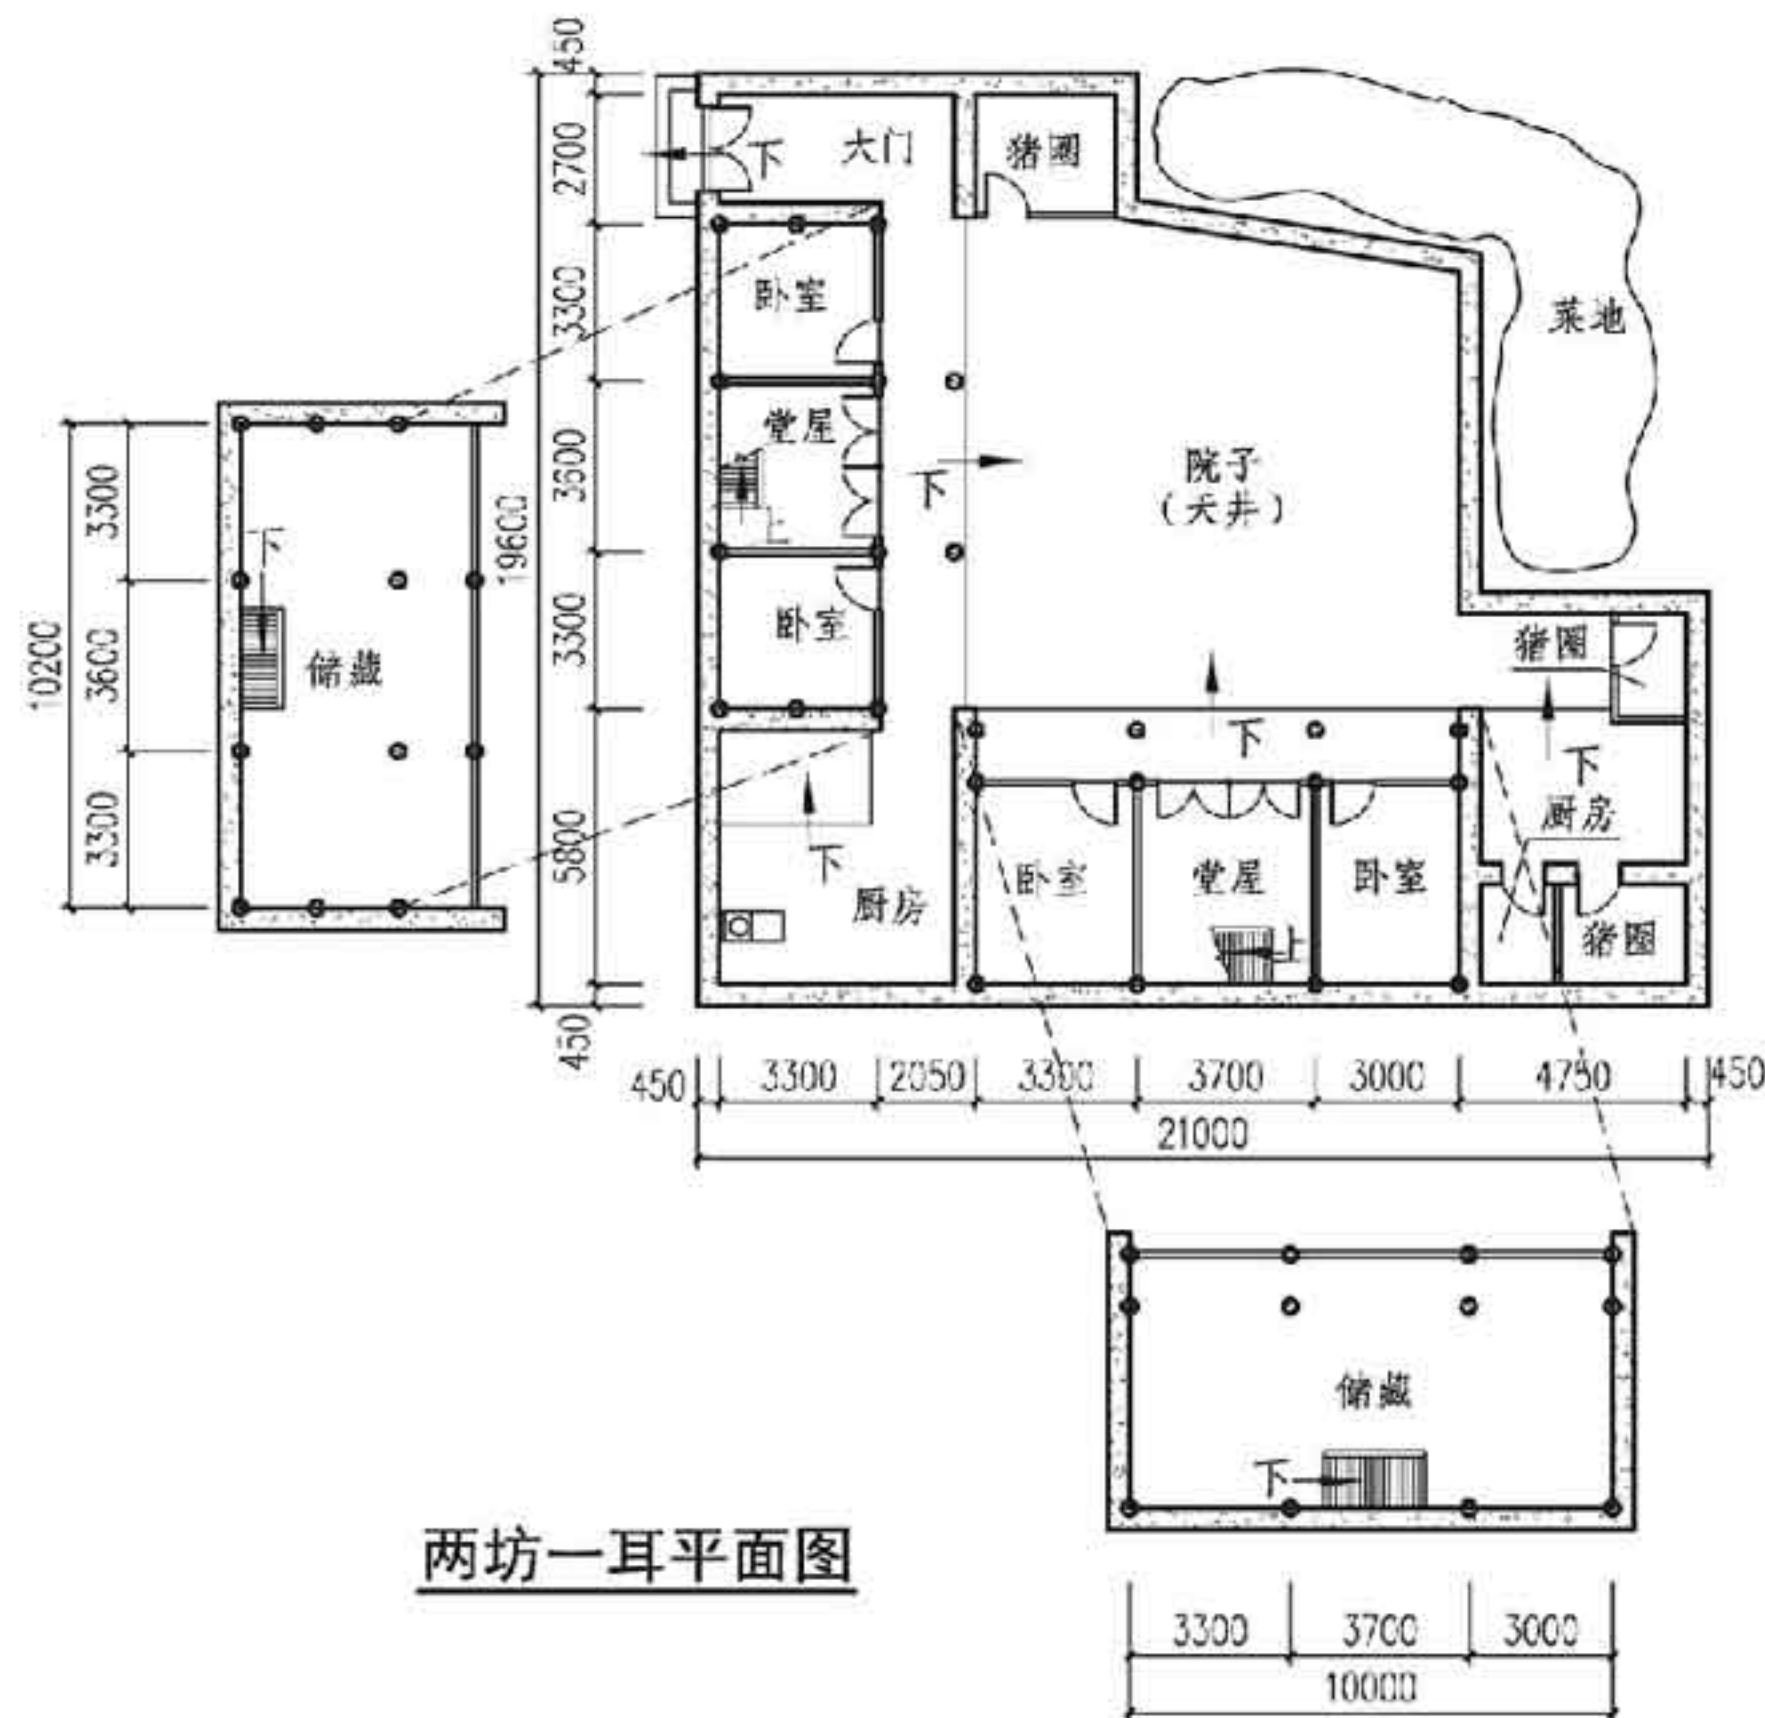 450
大门
猪圈
下
2700
卧室
3300
菜地
堂屋
3600
上
下
院子
（天井）
19600
卧室
3300
猪圈
下
3300
3600
3300
10200
储藏
下
下
下
厨房
5800
下
厨房
卧室
堂屋
卧室
上
猪圈
450
450
3300
2050
3300
3700
3000
4750
450
21000
储藏
下
两坊一耳平面图
3300
3700
3000
10000